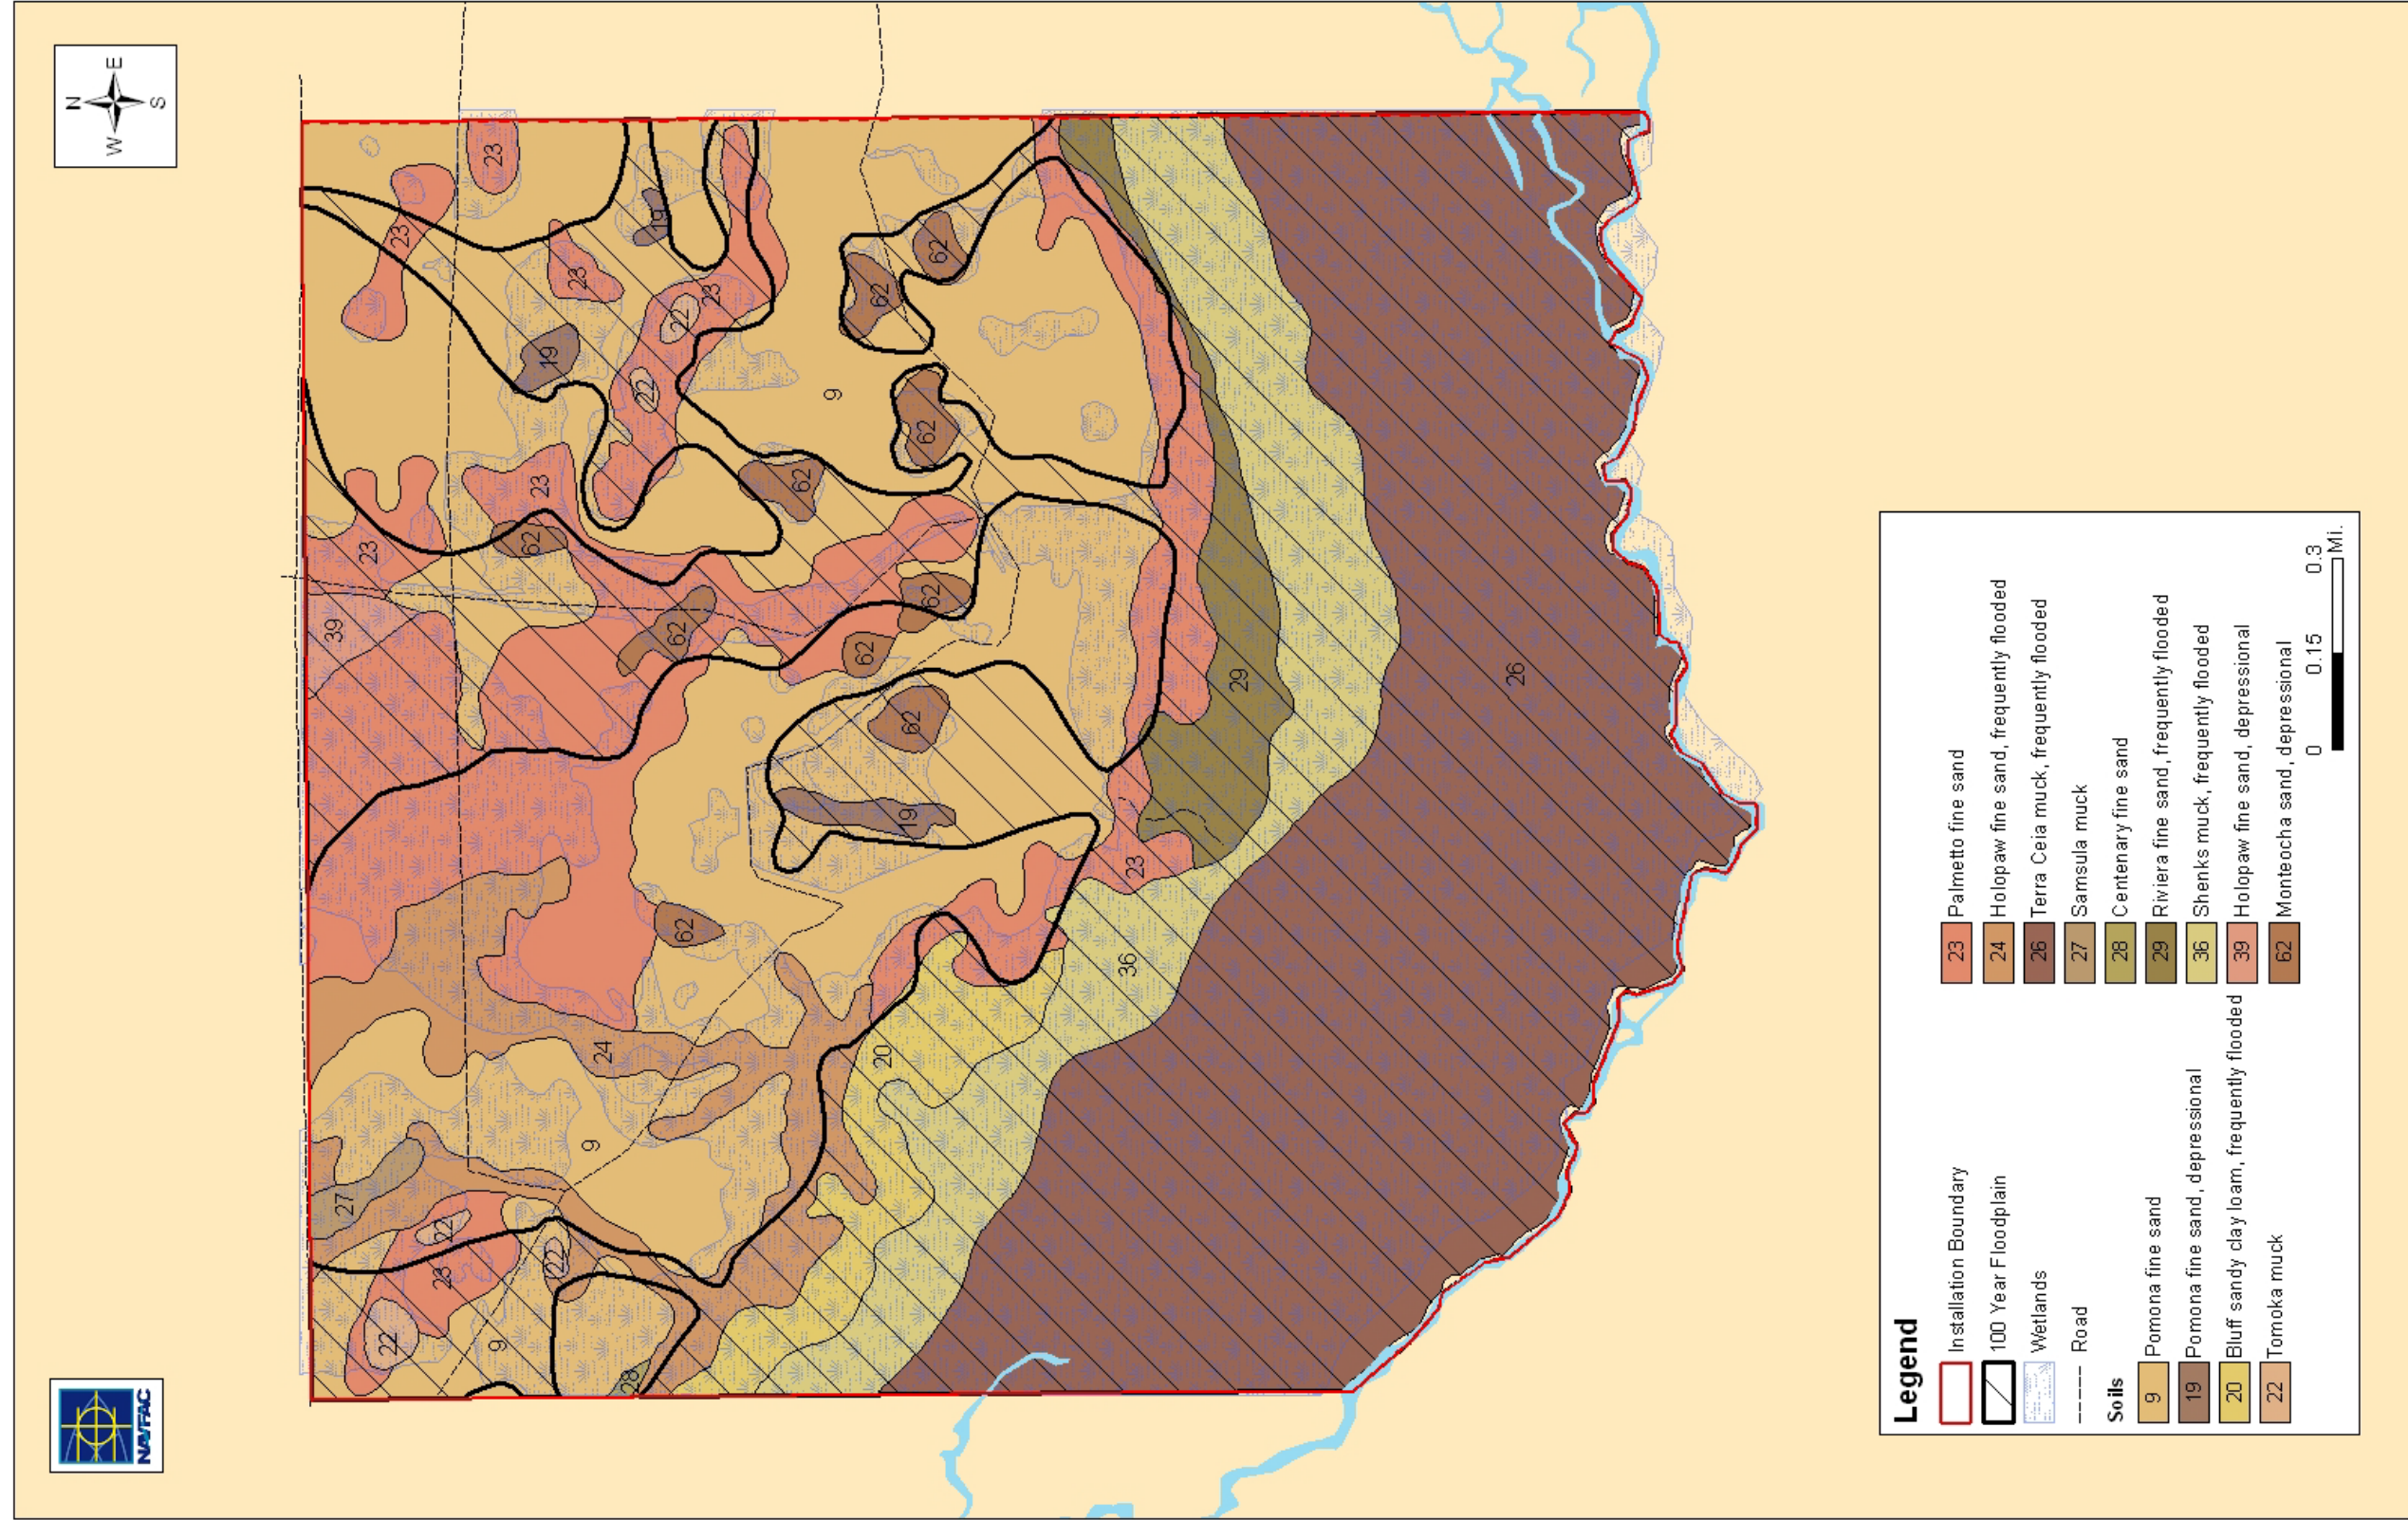 NAVFAC
N
W
E
S
39
27
23
22
23
23
22
23
9
62
23
19
22
23
9
24
28
22
19
62
22
62
23
62
9
62
62
20
19
62
62
62
62
36
23
29
26
Legend
Installation Boundary
100 Year Floodplain
Wetlands
Road
Soils
9 Pomona fine sand
19 Pomona fine sand, depressional
20 Bluff sandy clay loam, frequently flooded
22 Tomoka muck
23 Palmetto fine sand
24 Holopaw fine sand, frequently flooded
26 Terra Ceia muck, frequently flooded
27 Samsula muck
28 Centenary fine sand
29 Riviera fine sand, frequently flooded
36 Shenks muck, frequently flooded
39 Holopaw fine sand, depressional
62 Monteocha sand, depressional
0 0.15 0.3
Mi.